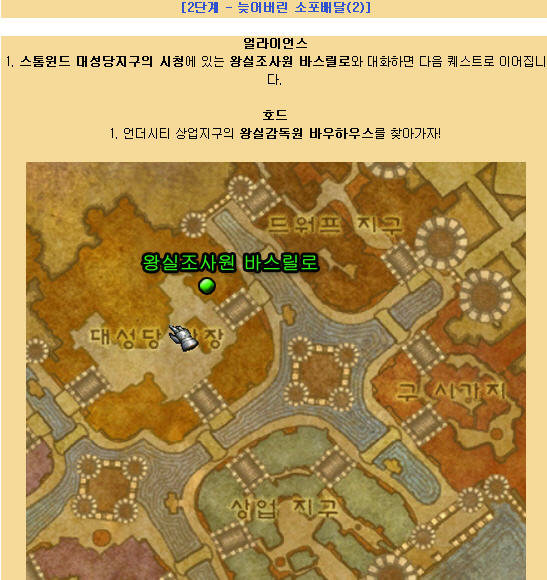 [2단계 - 늦어버린 소포배달(2)]
얼라이언스
1. 스톰윈드 대성당지구의 시청에 있는 왕실조사원 바스릴로와 대화하면 다음 퀘스트로 이어집니
다.
호드
1. 언더시티 상업지구의 왕실감독원 바우하우스를 찾아가자!
드워프 지구
왕실조사원 바스릴로
대성당 장
구 시가지
상업 지구